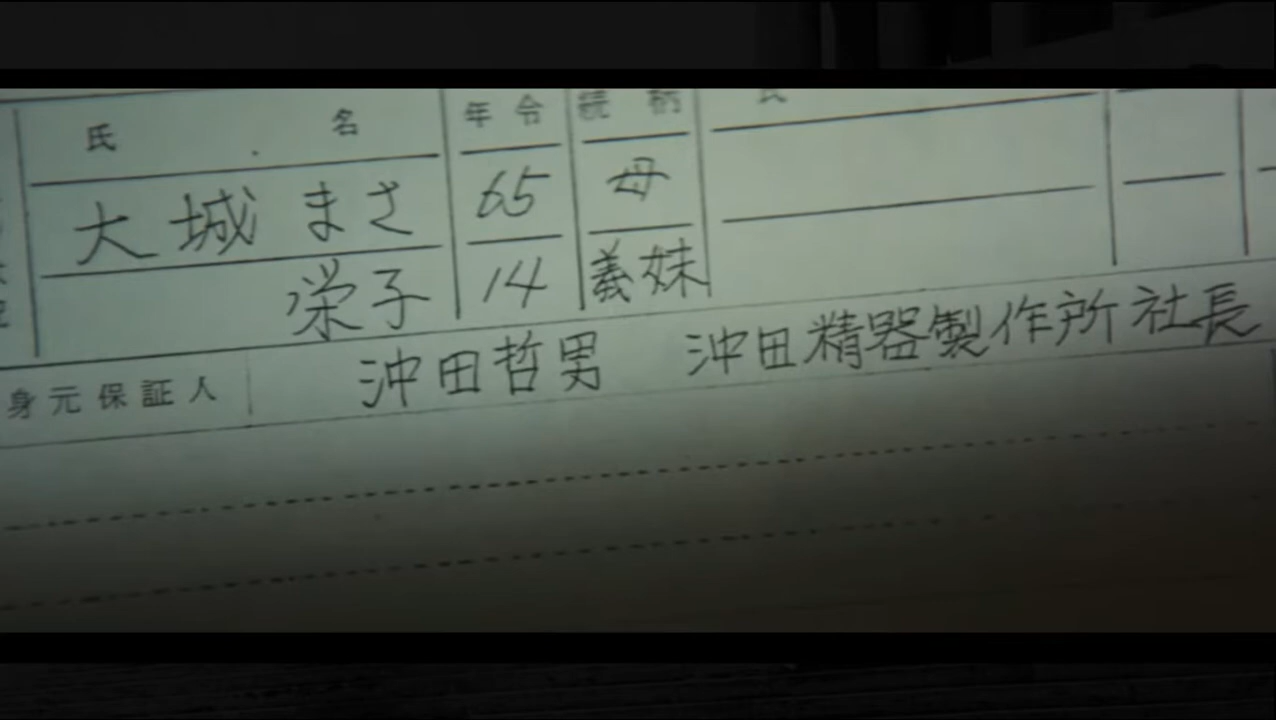 氏 名 年令 続柄 氏
大城 まさ 65 母
栄子 14 義妹
身元保証人 沖田哲男 沖田精器製作所社長